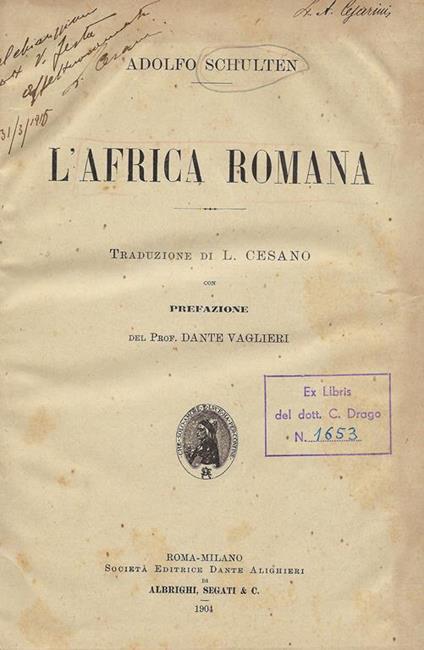 31/3/1915
ADOLFO SCHULTEN
L'AFRICA ROMANA
TRADUZIONE DI L. CESANO
CON
PREFAZIONE
DEL PROF. DANTE VAGLIERI
Ex Libris
del dott. C. Drago
N. 1653
ROMA-MILANO
SOCIETÀ EDITRICE DANTE ALIGHIERI
DI
ALBRIGHI, SEGATI & C.
1904